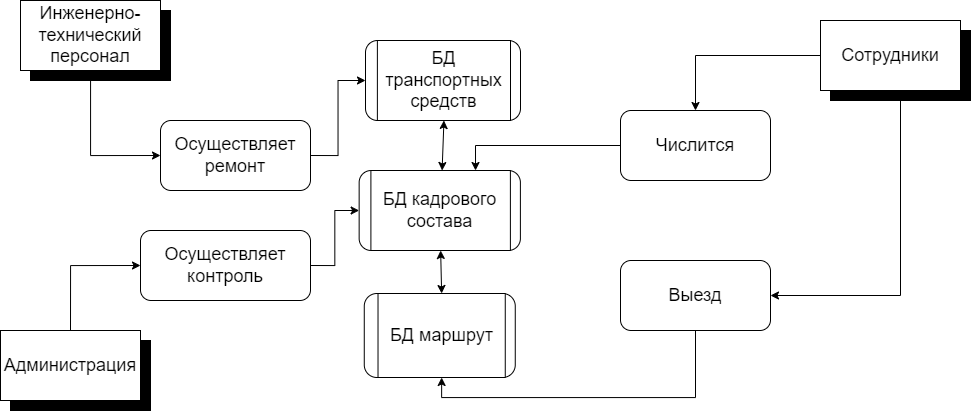 Инженерно-
технический
персонал
БД
транспортных
средств
Сотрудники
Осуществляет
ремонт
Числится
БД кадрового
состава
Осуществляет
контроль
Выезд
БД маршрут
Администрация